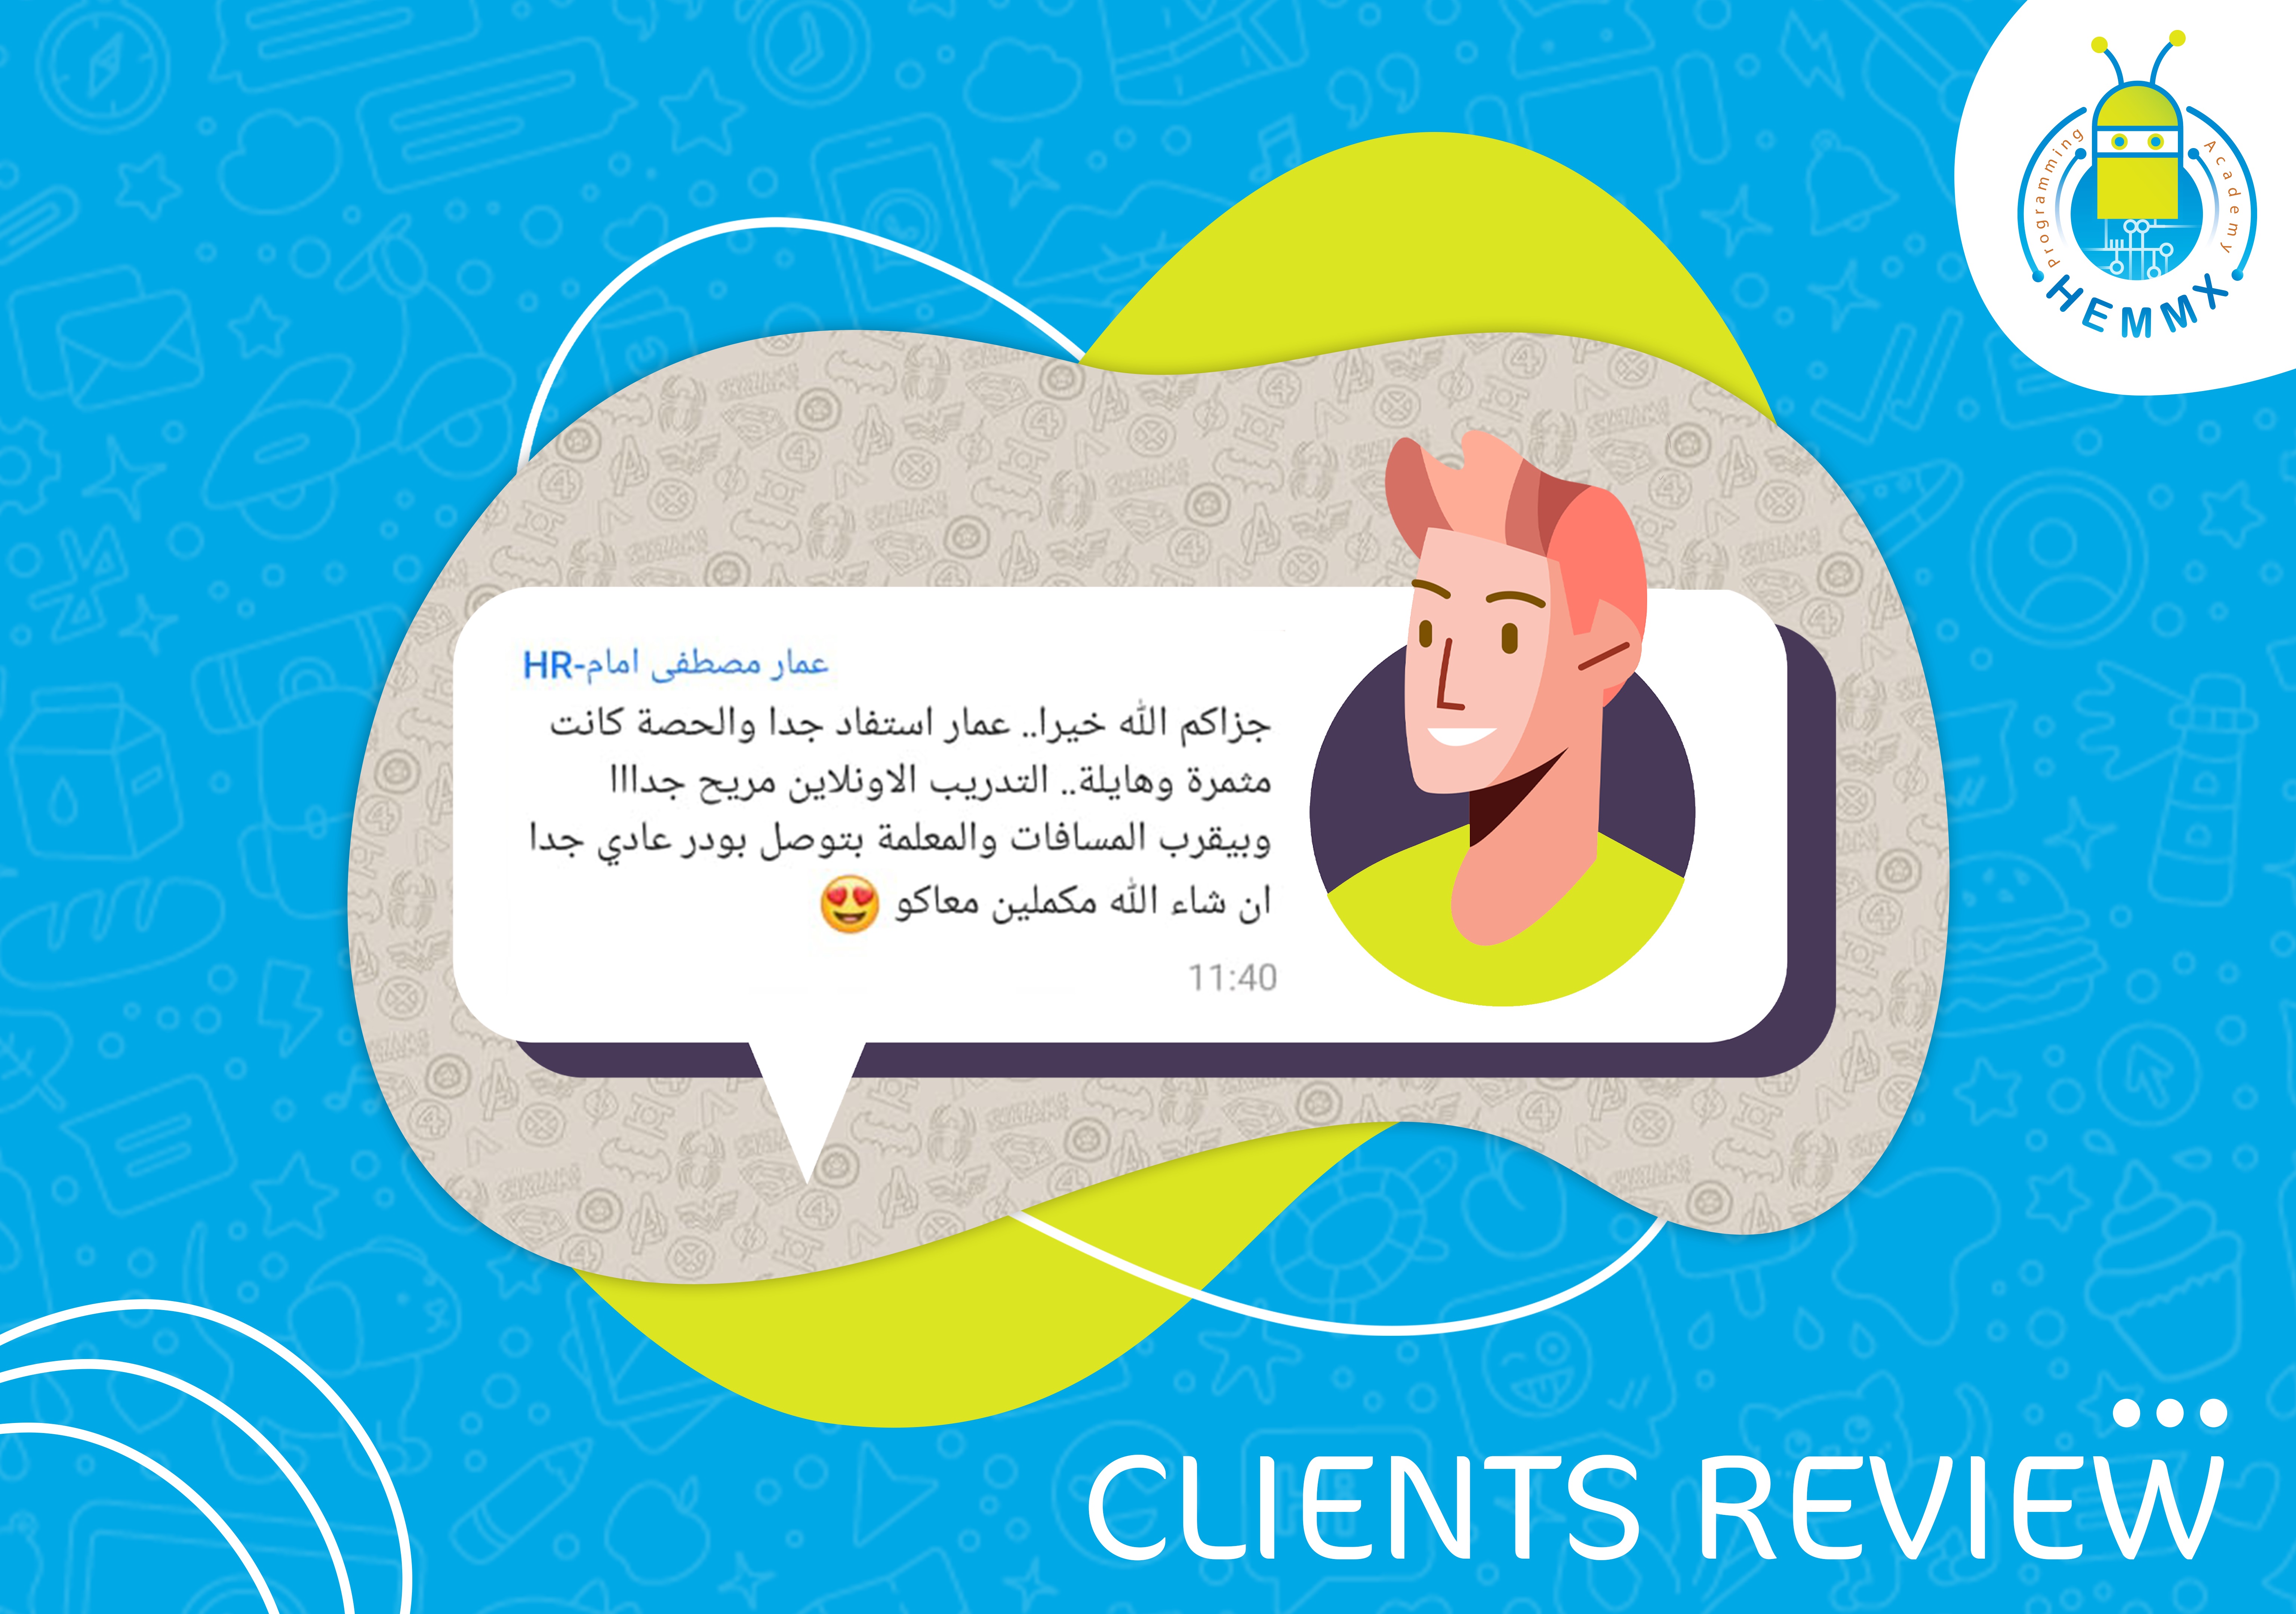 Programming Academy
HEMMX
عمار مصطفى امام-HR
جزاكم الله خيرا.. عمار استفاد جدا والحصة كانت
مثمرة وهايلة.. التدريب الاونلاين مريح جدااا
وبيقرب المسافات والمعلمة بتوصل بودر عادي جدا
ان شاء الله مكملين معاكو 😍
11:40
CLIENTS REVIEW